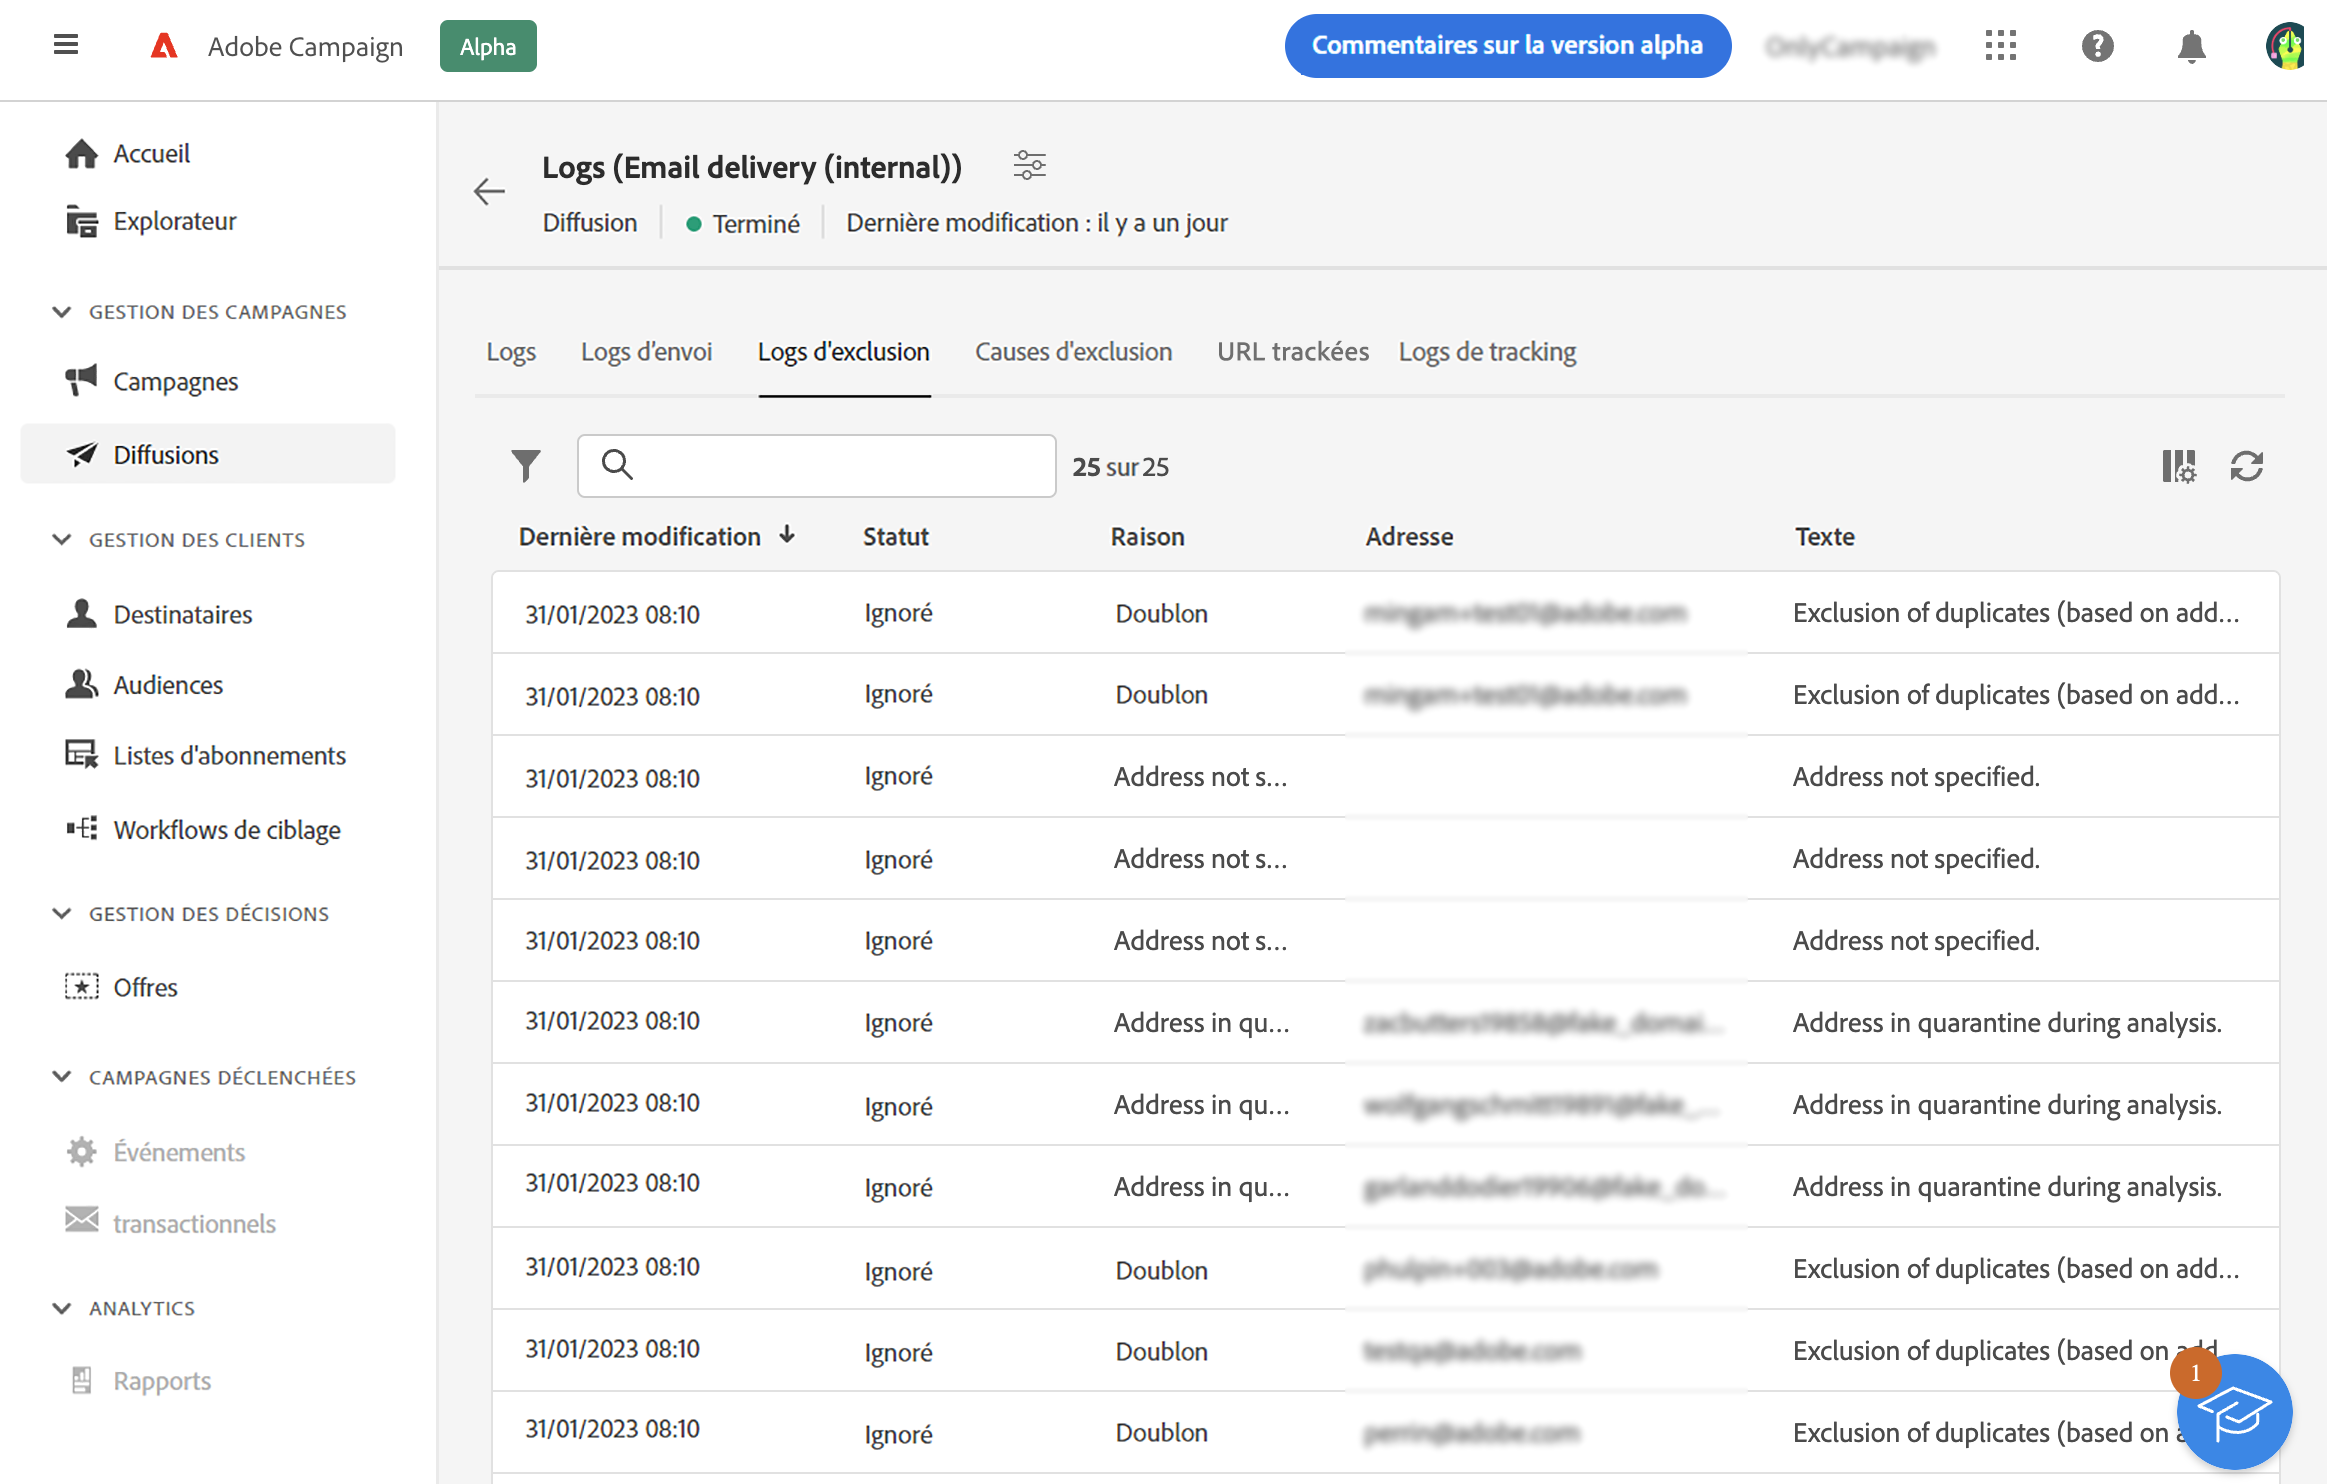 Adobe Campaign Alpha Commentaires sur la version alpha
Accueil
Explorateur
GESTION DES CAMPAGNES
Campagnes
Diffusions
GESTION DES CLIENTS
Destinataires
Audiences
Listes d'abonnements
Workflows de ciblage
GESTION DES DÉCISIONS
Offres
CAMPAGNES DÉCLENCHÉES
Événements
transactionnels
ANALYTICS
Rapports
Logs (Email delivery (internal))
Diffusion Terminé Dernière modification : il y a un jour
Logs Logs d'envoi Logs d'exclusion Causes d'exclusion URL trackées Logs de tracking
25 sur 25
Dernière modification Statut Raison Adresse Texte
31/01/2023 08:10 Ignoré Doublon Exclusion of duplicates (based on add...
31/01/2023 08:10 Ignoré Doublon Exclusion of duplicates (based on add...
31/01/2023 08:10 Ignoré Address not s... Address not specified.
31/01/2023 08:10 Ignoré Address not s... Address not specified.
31/01/2023 08:10 Ignoré Address not s... Address not specified.
31/01/2023 08:10 Ignoré Address in qu... Address in quarantine during analysis.
31/01/2023 08:10 Ignoré Address in qu... Address in quarantine during analysis.
31/01/2023 08:10 Ignoré Address in qu... Address in quarantine during analysis.
31/01/2023 08:10 Ignoré Doublon Exclusion of duplicates (based on add...
31/01/2023 08:10 Ignoré Doublon Exclusion of duplicates (based on add
31/01/2023 08:10 Ignoré Doublon Exclusion of duplicates (based on
1